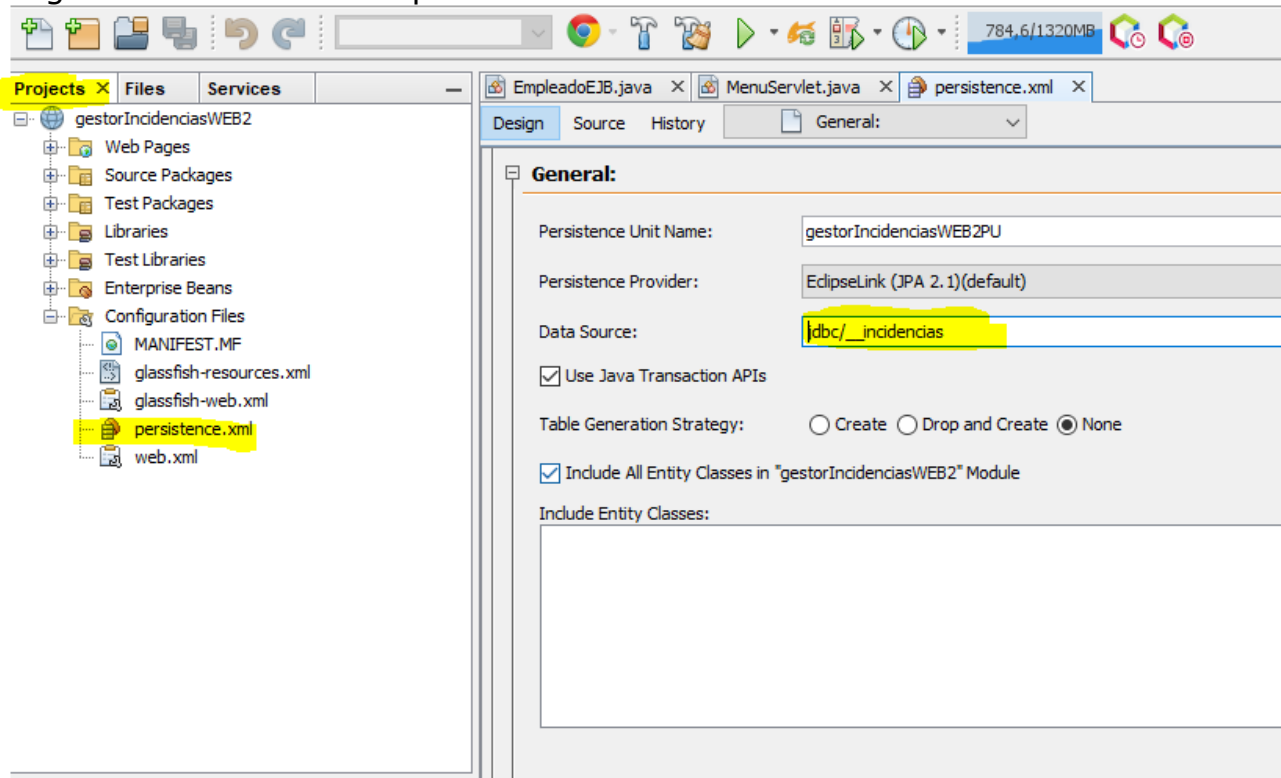 784,6/1320MB
Projects Files Services
gestorIncidenciasWEB2
Web Pages
Source Packages
Test Packages
Libraries
Test Libraries
Enterprise Beans
Configuration Files
MANIFEST.MF
glassfish-resources.xml
glassfish-web.xml
persistence.xml
web.xml
EmpleadoEJB.java MenuServlet.java persistence.xml
Design Source History General:
General:
Persistence Unit Name: gestorIncidenciasWEB2PU
Persistence Provider: EclipseLink (JPA 2.1)(default)
Data Source: jdbc/__incidencias
Use Java Transaction APIs
Table Generation Strategy: Create Drop and Create None
Include All Entity Classes in "gestorIncidenciasWEB2" Module
Include Entity Classes: